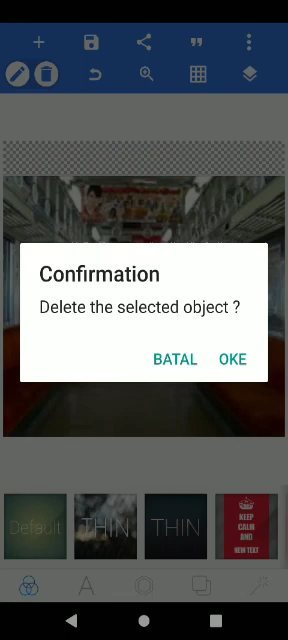 Confirmation
Delete the selected object ?
BATAL OKE
Default
THIN
THIN
KEEP
CALM
AND
NEW TEXT
A